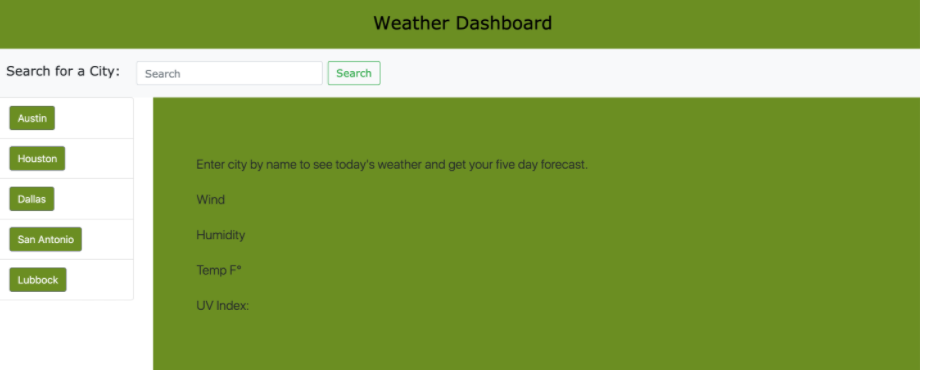 Weather Dashboard
Search for a City:
Search
Search
Austin
Houston
Dallas
San Antonio
Lubbock
Enter city by name to see today's weather and get your five day forecast.
Wind
Humidity
Temp F°
UV Index: